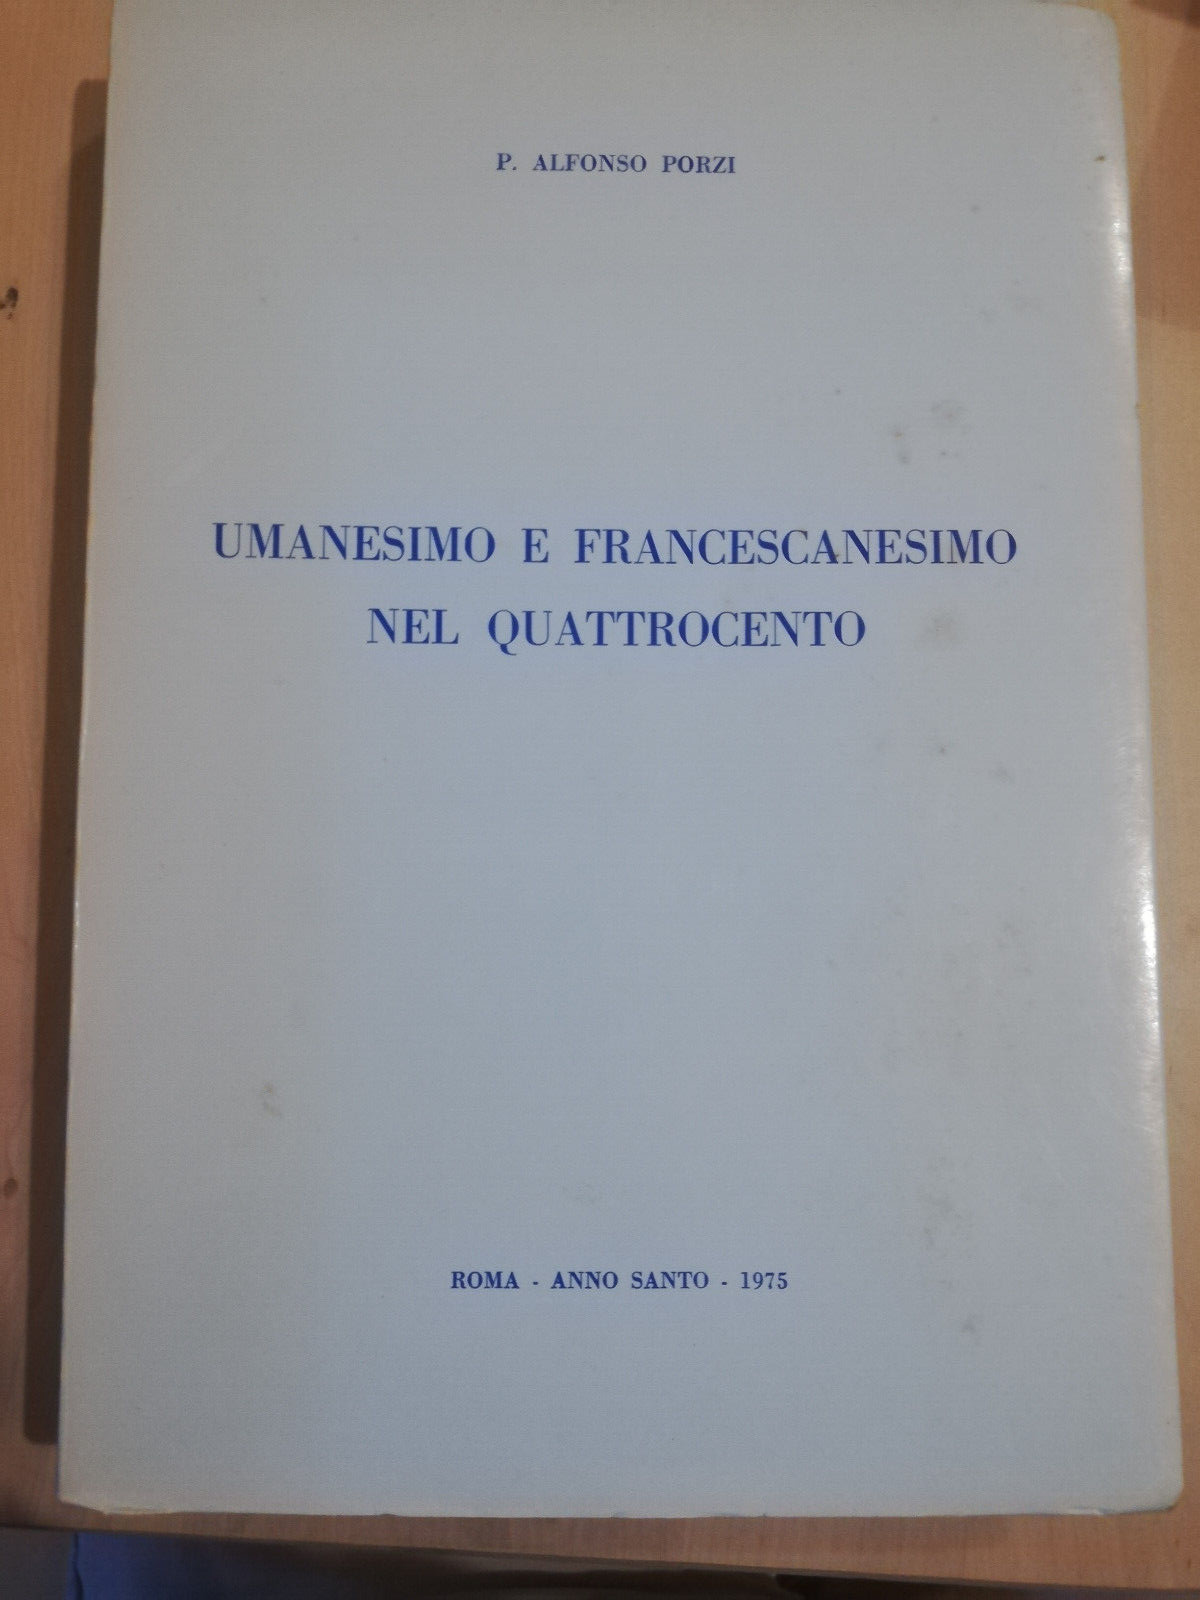 P. ALFONSO PORZI
UMANESIMO E FRANCESCANESIMO
NEL QUATTROCENTO
ROMA - ANNO SANTO - 1975